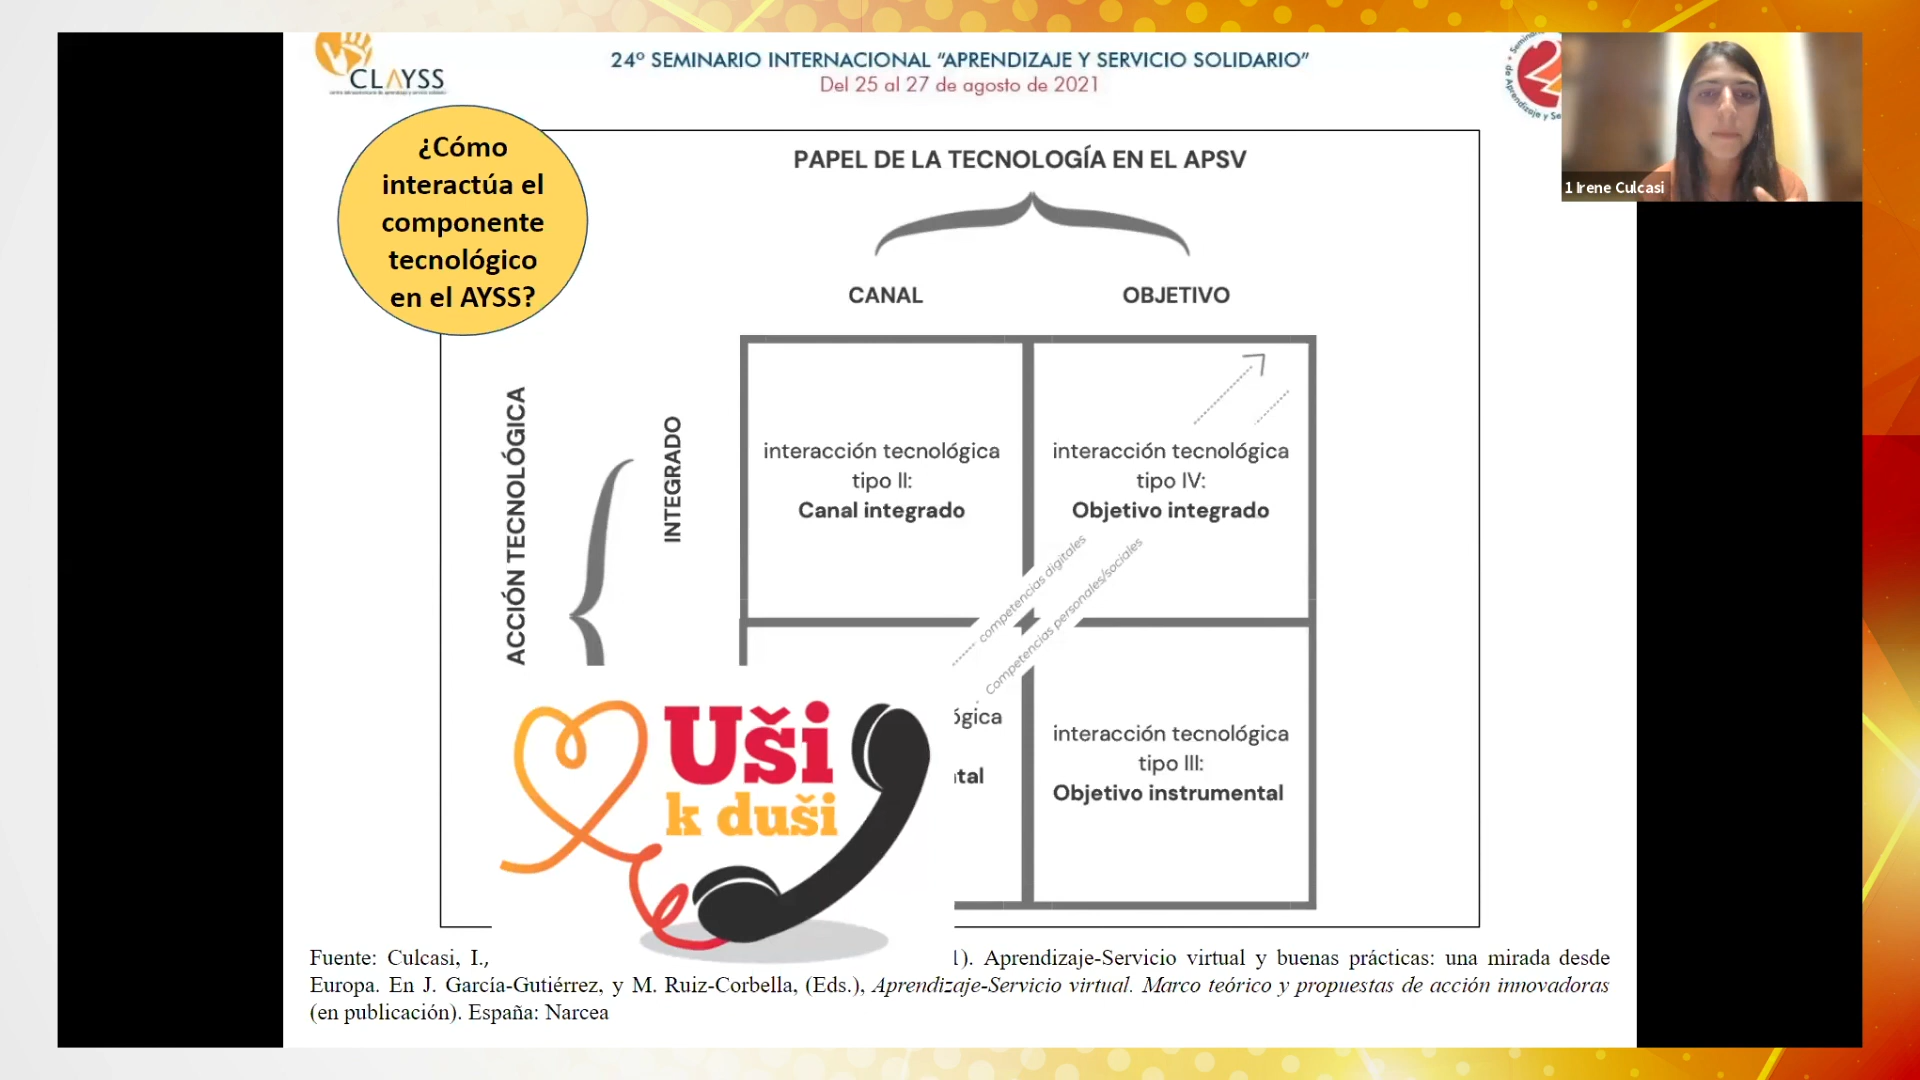 CLAYSS
24º SEMINARIO INTERNACIONAL “APRENDIZAJE Y SERVICIO SOLIDARIO”
Del 25 al 27 de agosto de 2021
1 Irene Culcasi
¿Cómo
interactúa el
componente
tecnológico
en el AYSS?
PAPEL DE LA TECNOLOGÍA EN EL APSV
CANAL
OBJETIVO
ACCIÓN TECNOLÓGICA
INTEGRADO
interacción tecnológica
tipo II:
Canal integrado
interacción tecnológica
tipo IV:
Objetivo integrado
competencias digitales
Competencias personales/sociales
interacción tecnológica
tipo III:
Objetivo instrumental
Uši
k duši
Fuente: Culcasi, I., 1). Aprendizaje-Servicio virtual y buenas prácticas: una mirada desde
Europa. En J. García-Gutiérrez, y M. Ruiz-Corbella, (Eds.), Aprendizaje-Servicio virtual. Marco teórico y propuestas de acción innovadoras
(en publicación). España: Narcea